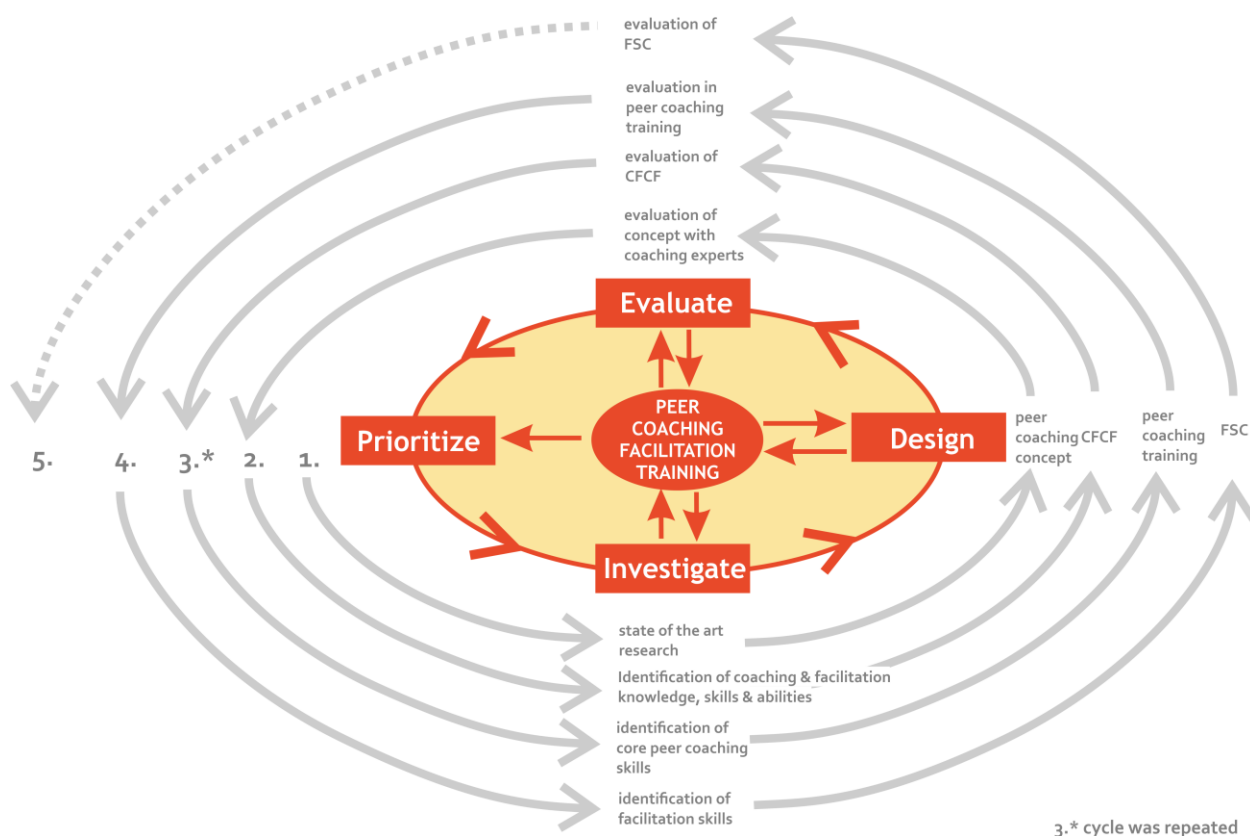 evaluation of
FSC
evaluation in
peer coaching
training
evaluation of
CFCF
evaluation of
concept with
coaching experts
Evaluate
PEER
COACHING
FACILITATION
TRAINING
Prioritize
Design
Investigate
5.
4.
3.*
2.
1.
peer
coaching
concept
CFCF
peer
coaching
training
FSC
state of the art
research
Identification of coaching & facilitation
knowledge, skills & abilities
identification of
core peer coaching
skills
identification of
facilitation skills
3.* cycle was repeated